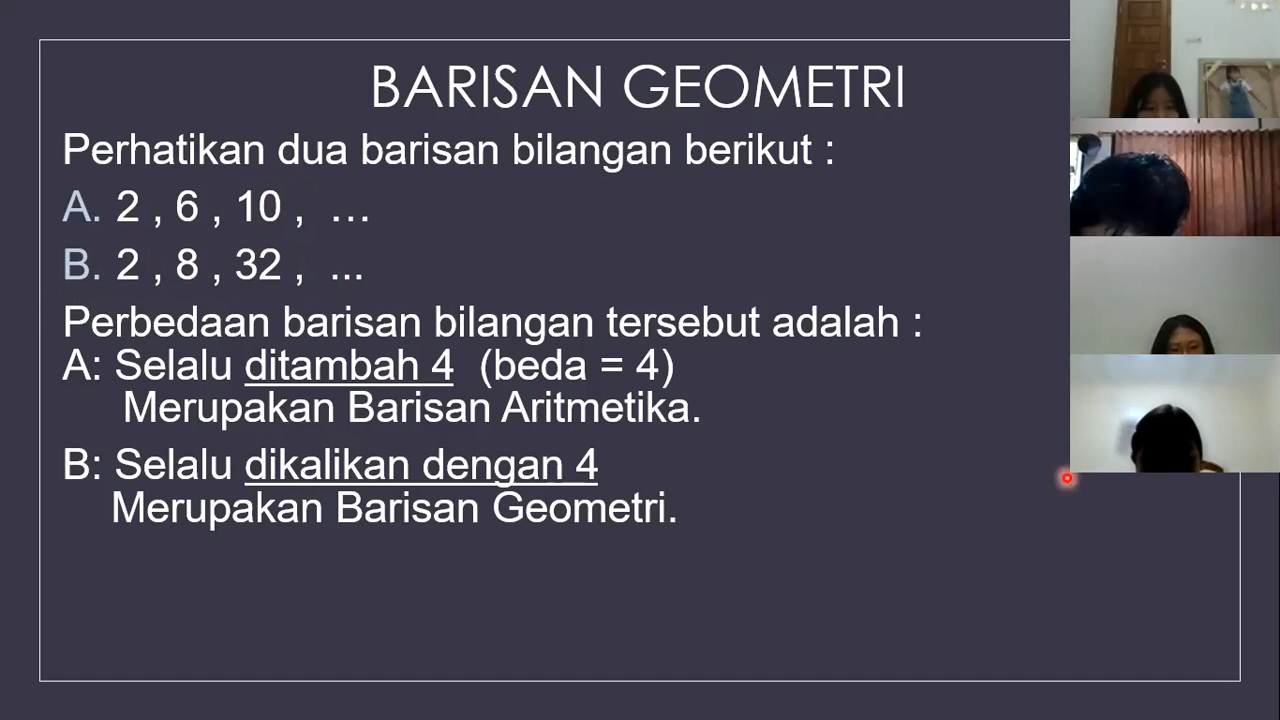 BARISAN GEOMETRI
Perhatikan dua barisan bilangan berikut :
A. 2 , 6 , 10 , …
B. 2 , 8 , 32 , ...
Perbedaan barisan bilangan tersebut adalah :
A: Selalu ditambah 4 (beda = 4)
Merupakan Barisan Aritmetika.
B: Selalu dikalikan dengan 4
Merupakan Barisan Geometri.